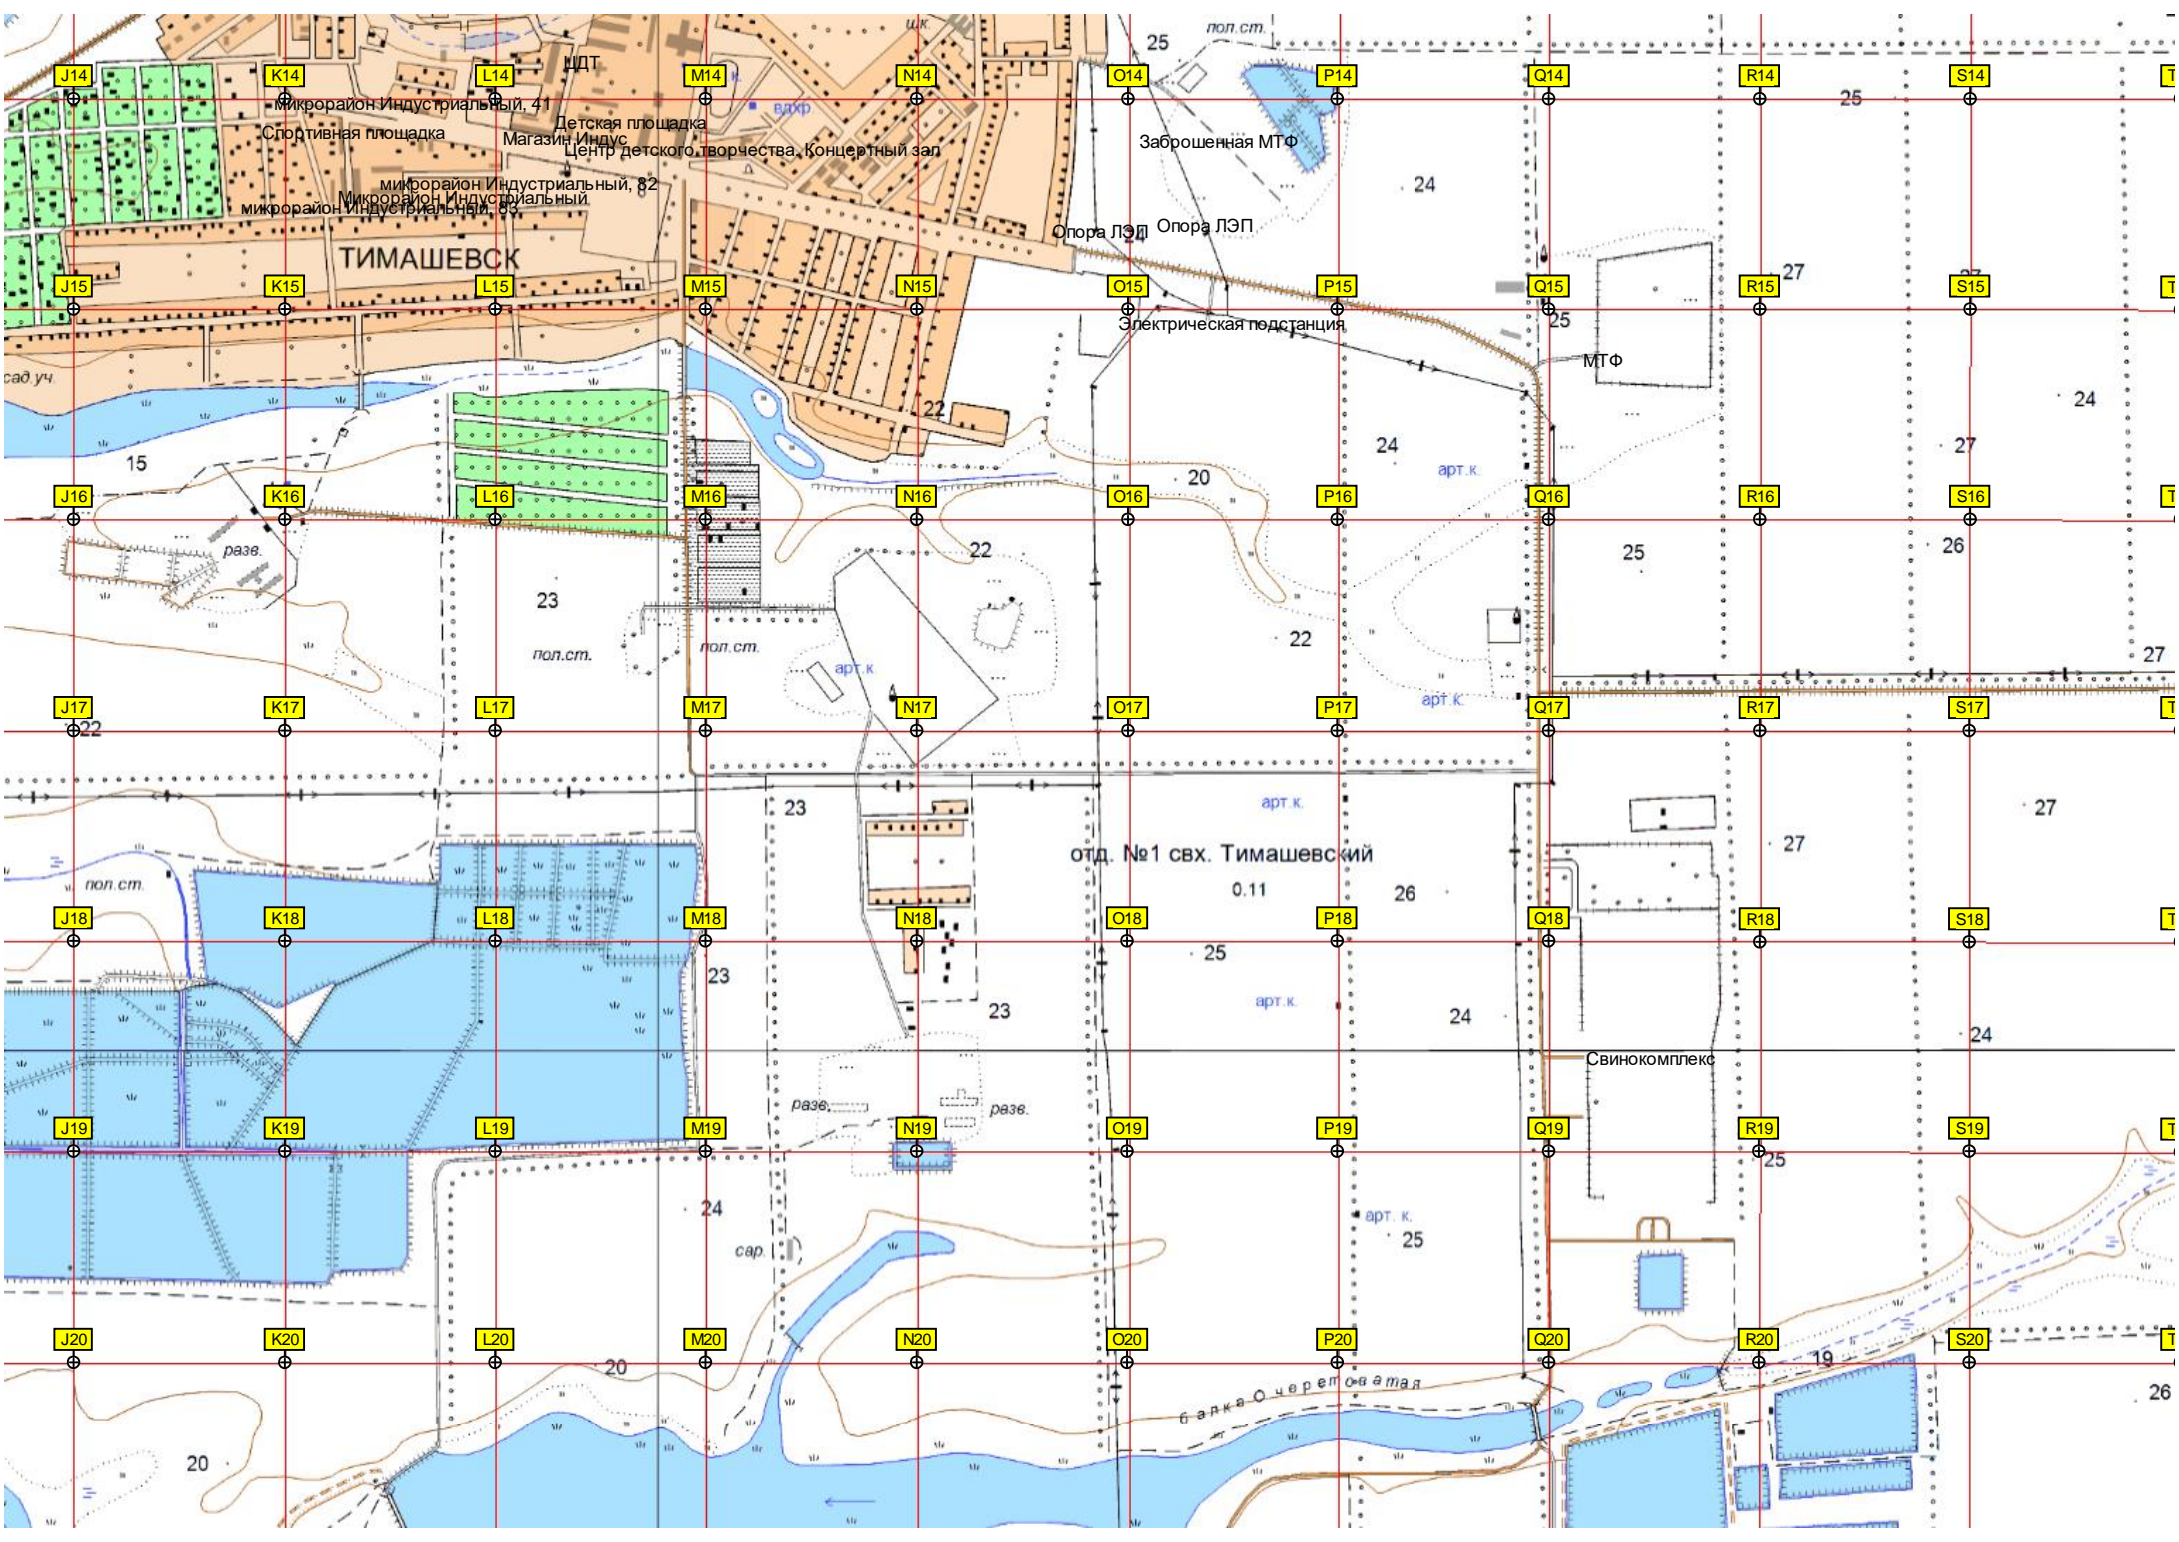 ш.к.
пол.ст.
25
ЦДТ
J14 K14 L14 M14 к. N14 O14 P14 Q14 R14 S14 T
25
микрорайон Индустриальный, 41
вдхр.
Детская площадка
Спортивная площадка
Магазин Индус
Заброшенная МТФ
Центр детского творчества, Концертный зал
микрорайон Индустриальный, 82
24
Микрорайон Индустриальный
микрорайон Индустриальный, 83
Опора ЛЭП
Опора ЛЭП
24
ТИМАШЕВСК
27
27
J15 K15 L15 M15 N15 O15 P15 Q15 R15 S15 T
Электрическая подстанция
25
МТФ
сад.уч.
22
24
24
27
15
арт.к.
20
J16 K16 L16 M16 N16 O16 P16 Q16 R16 S16 T
разв.
22
25
26
23
22
пол.ст.
пол.ст.
27
арт.к
арт.к.
J17 K17 L17 M17 N17 O17 P17 Q17 R17 S17 T
22
23
арт.к.
27
27
отд. №1 свх. Тимашевский
0.11
26
пол.ст.
J18 K18 L18 M18 N18 O18 P18 Q18 R18 S18 T
25
23
арт.к.
23
24
24
Свинокомплекс
разв.
разв.
J19 K19 L19 M19 N19 O19 P19 Q19 R19 S19 T
25
24
арт. к.
25
сар.
J20 K20 L20 M20 N20 O20 P20 Q20 R20 S20 T
20
19
балка Очеретоватая
26
20